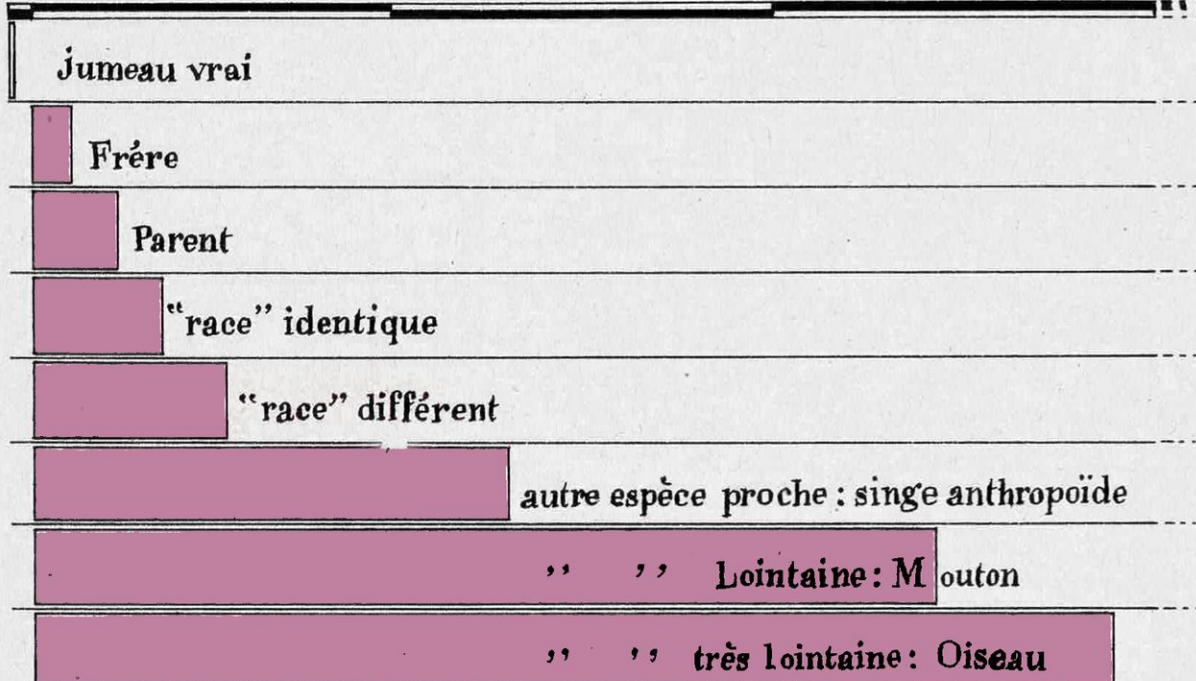 Jumeau vrai
Frére
Parent
“race” identique
“race” différent
autre espèce proche : singe anthropoïde
,, ,, Lointaine : Mouton
,, ,, très lointaine : Oiseau